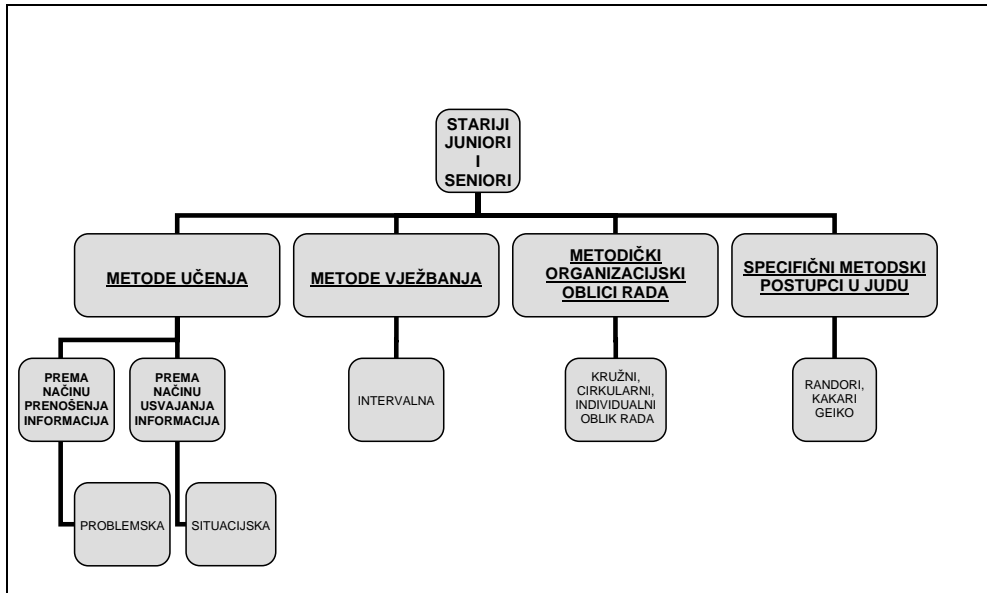 STARIJI
JUNIORI
I
SENIORI
METODE UČENJA
METODE VJEŽBANJA
METODIČKI
ORGANIZACIJSKI
OBLICI RADA
SPECIFIČNI METODSKI
POSTUPCI U JUDU
PREMA
NAČINU
PRENOŠENJA
INFORMACIJA
PREMA
NAČINU
USVAJANJA
INFORMACIJA
INTERVALNA
KRUŽNI,
CIRKULARNI,
INDIVIDUALNI
OBLIK RADA
RANDORI,
KAKARI
GEIKO
PROBLEMSKA
SITUACIJSKA